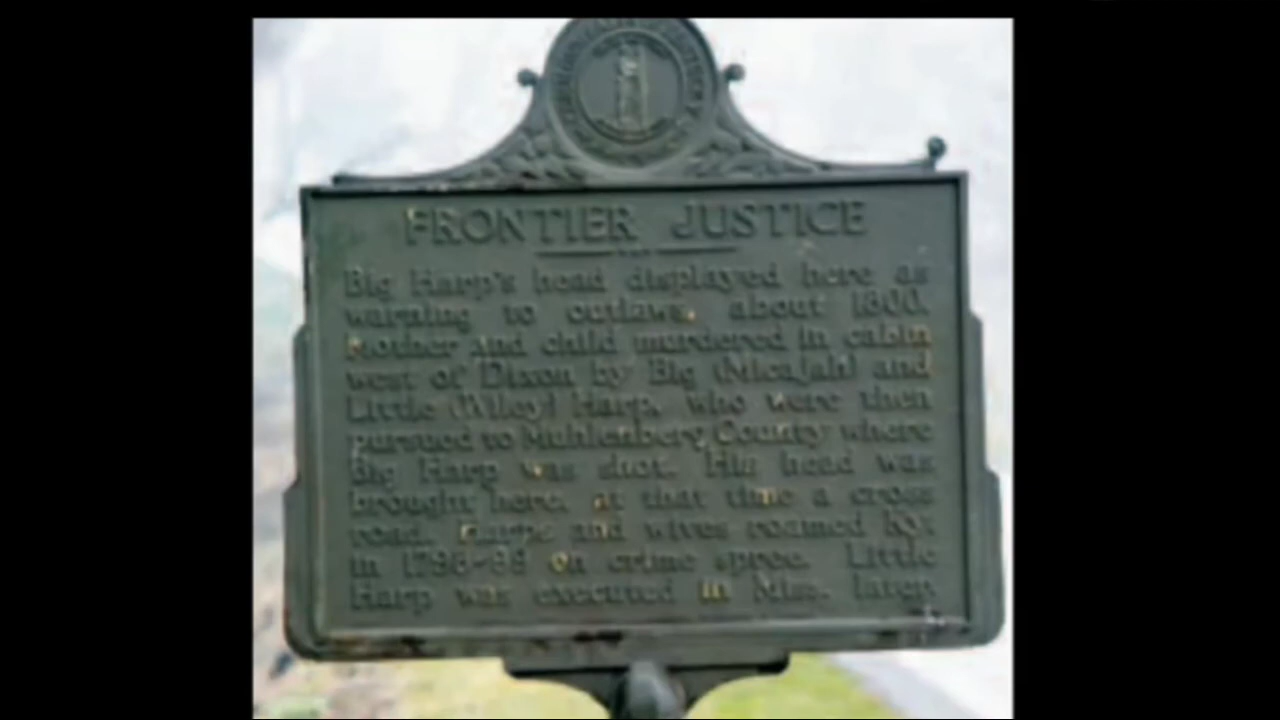 FRONTIER JUSTICE
Big Harp's head displayed here as
warning to outlaws, about 1800.
Mother and child murdered in cabin
west of Dixon by Big (Micajah) and
Little (Wiley) Harp, who were then
pursued to Muhlenberg County where
Big Harp was shot. His head was
brought here, at that time a cross
road. Harps and wives roamed Ky.
in 1798-99 on crime spree. Little
Harp was executed in Miss. later.